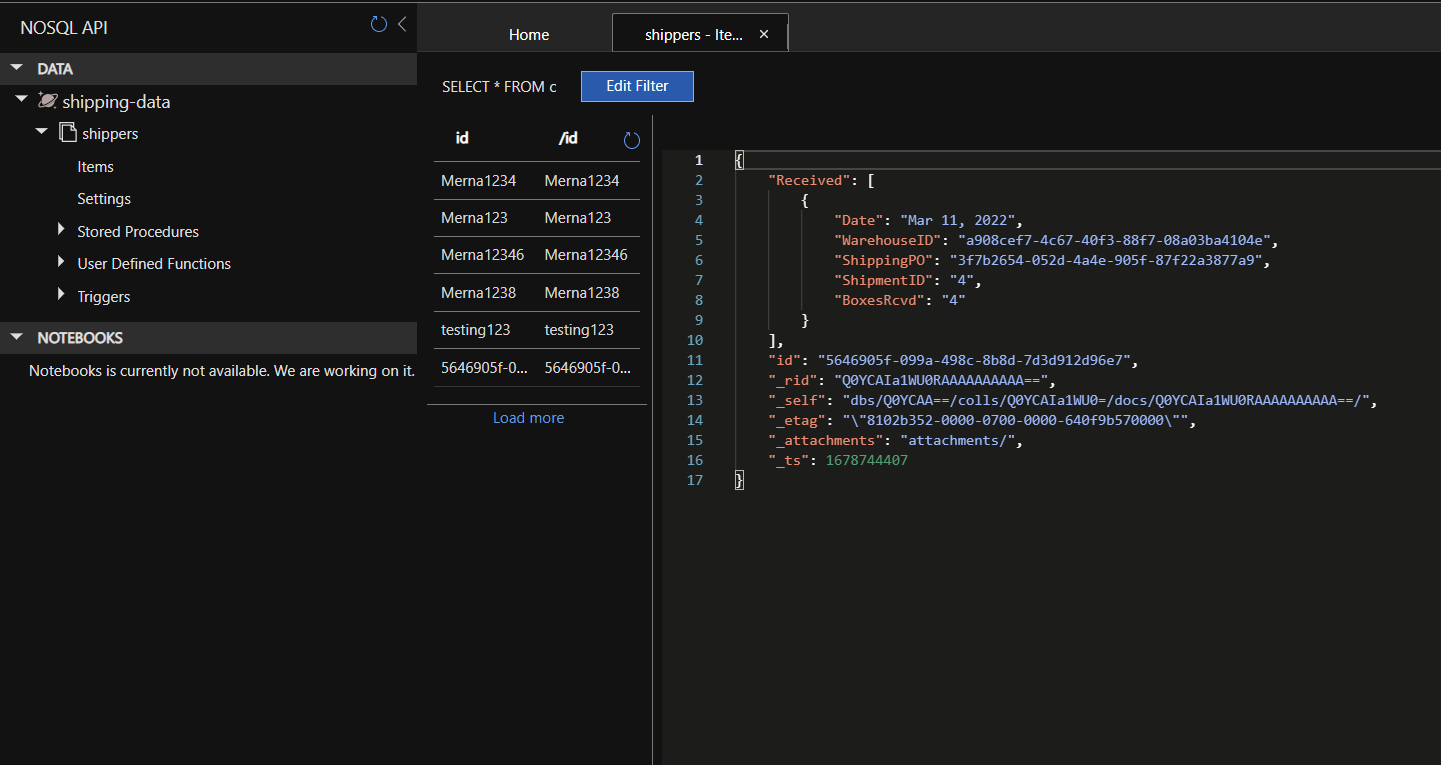 NOSQL API
DATA
shipping-data
shippers
Items
Settings
Stored Procedures
User Defined Functions
Triggers
NOTEBOOKS
Notebooks is currently not available. We are working on it.
Home
shippers - Ite...
SELECT * FROM c
Edit Filter
id /id
Merna1234 Merna1234
Merna123 Merna123
Merna12346 Merna12346
Merna1238 Merna1238
testing123 testing123
5646905f-0... 5646905f-0...
Load more
1 {
2 "Received": [
3 {
4 "Date": "Mar 11, 2022",
5 "WarehouseID": "a908cef7-4c67-40f3-88f7-08a03ba4104e",
6 "ShippingPO": "3f7b2654-052d-4a4e-905f-87f22a3877a9",
7 "ShipmentID": "4",
8 "BoxesRcvd": "4"
9 }
10 ],
11 "id": "5646905f-099a-498c-8b8d-7d3d912d96e7",
12 "_rid": "Q0YCAIa1WU0RAAAAAAAAAA==",
13 "_self": "dbs/Q0YCAA==/colls/Q0YCAIa1WU0=/docs/Q0YCAIa1WU0RAAAAAAAAAA==/",
14 "_etag": "\"8102b352-0000-0700-0000-640f9b570000\"",
15 "_attachments": "attachments/",
16 "_ts": 1678744407
17 }